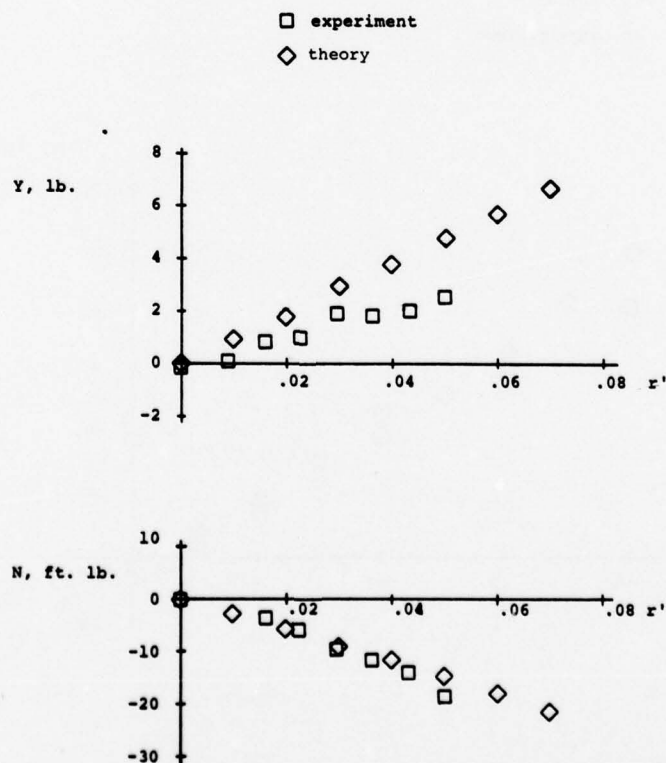 experiment
theory
8
Y, lb.
6
4
2
0
.02 .04 .06 .08 r'
-2
10
N, ft. lb.
0
.02 .04 .06 .08 r'
-10
-20
-30